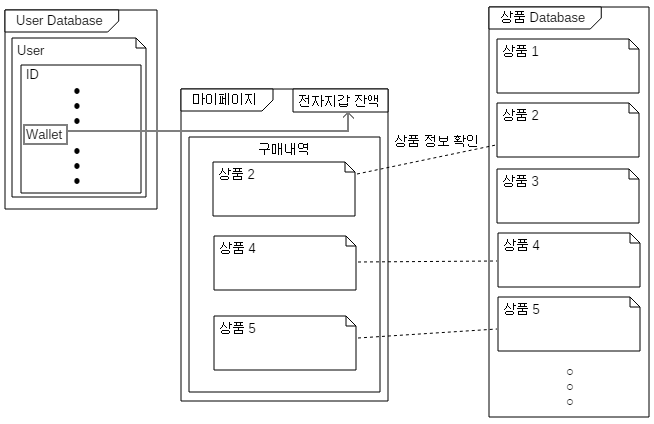 User Database
User
ID
Wallet
마이페이지
전자지갑 잔액
구매내역
상품 2
상품 4
상품 5
상품 정보 확인
상품 Database
상품 1
상품 2
상품 3
상품 4
상품 5